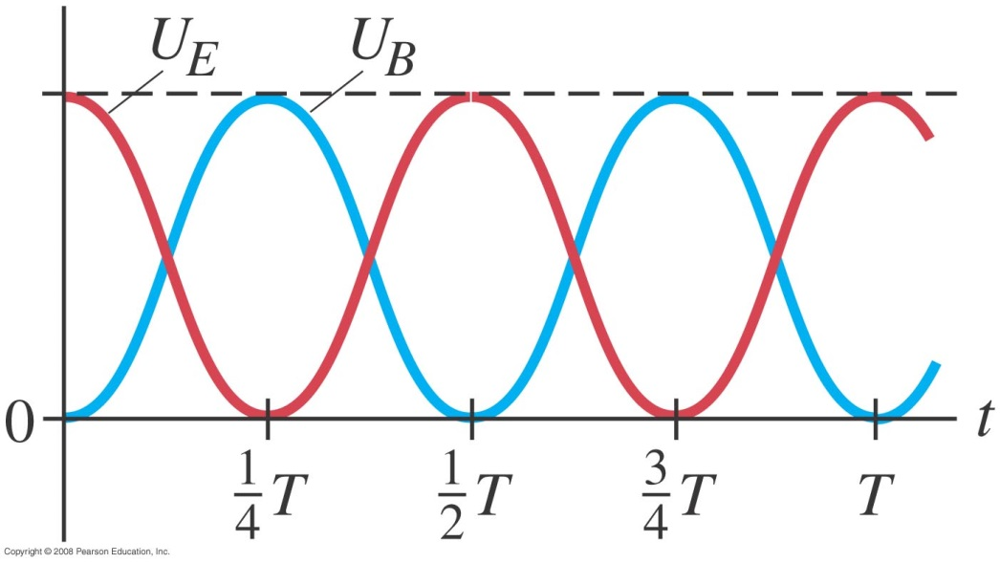 U_E U_B
0 t
1/4 T 1/2 T 3/4 T T
Copyright © 2008 Pearson Education, Inc.